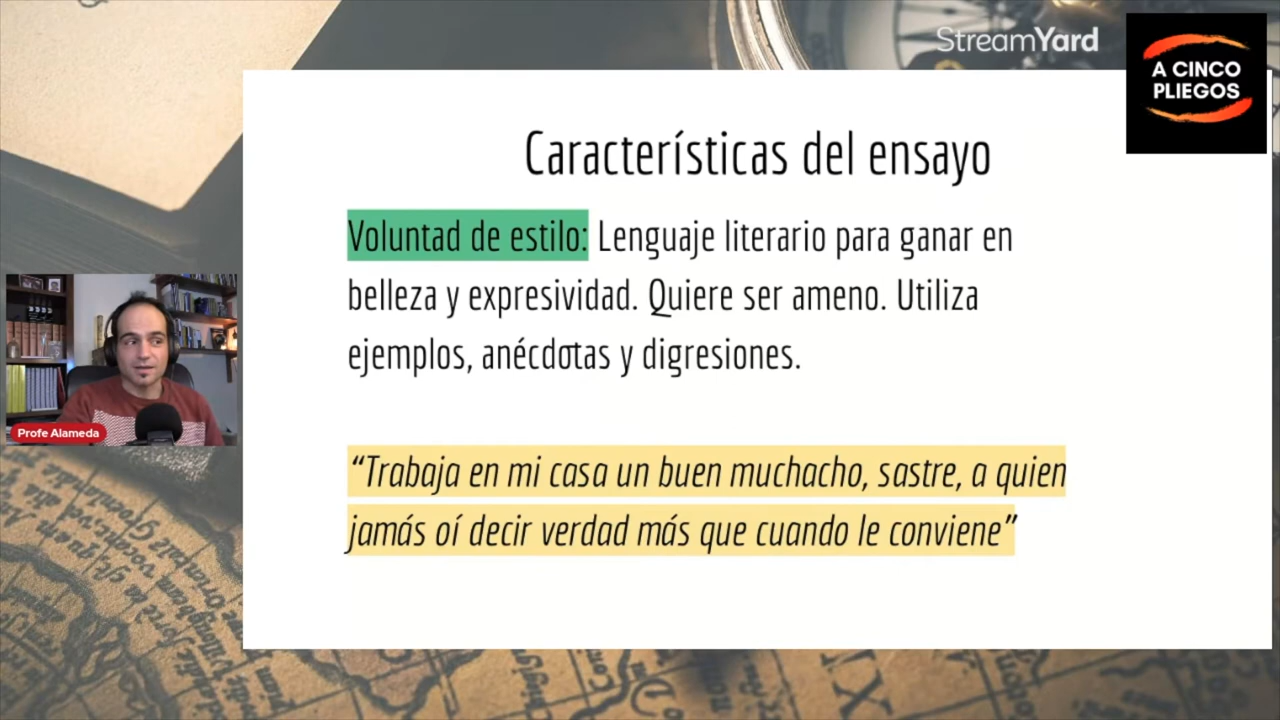 StreamYard
A CINCO
PLIEGOS
Características del ensayo
Voluntad de estilo: Lenguaje literario para ganar en
belleza y expresividad. Quiere ser ameno. Utiliza
ejemplos, anécdotas y digresiones.
“Trabaja en mi casa un buen muchacho, sastre, a quien
jamás oí decir verdad más que cuando le conviene”
Profe Alameda